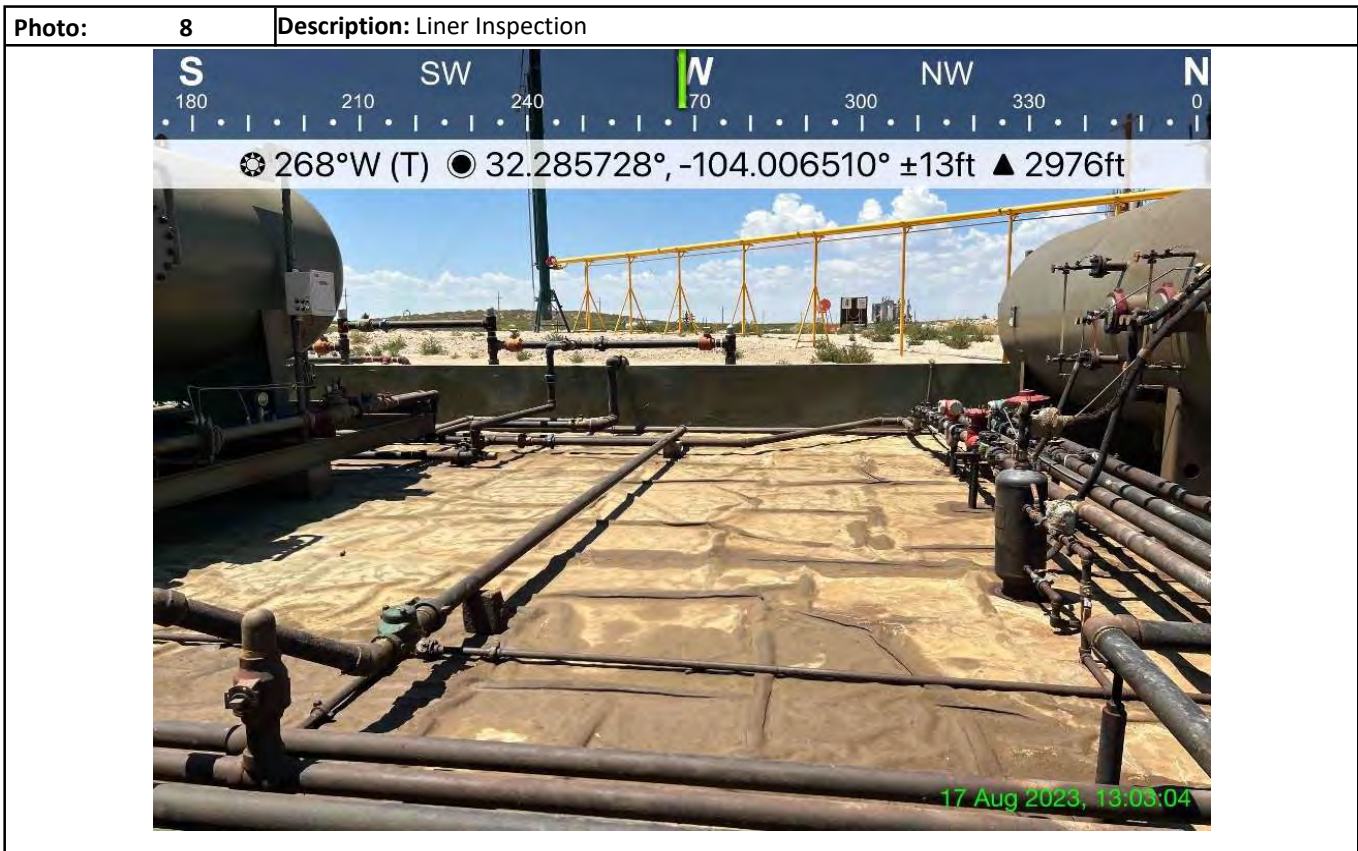 Photo: 8 Description: Liner Inspection
S SW W NW N
180 210 240 70 300 330 0
268°W (T) 32.285728°, -104.006510° ±13ft ▲ 2976ft
17 Aug 2023, 13:03:04